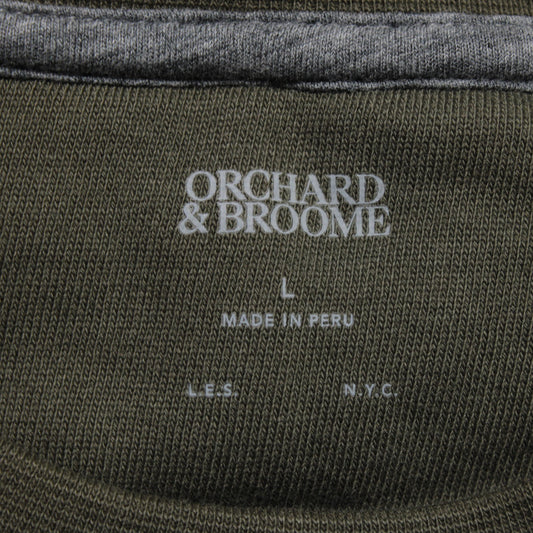 ORCHARD
& BROOME
L
MADE IN PERU
L.E.S. N.Y.C.